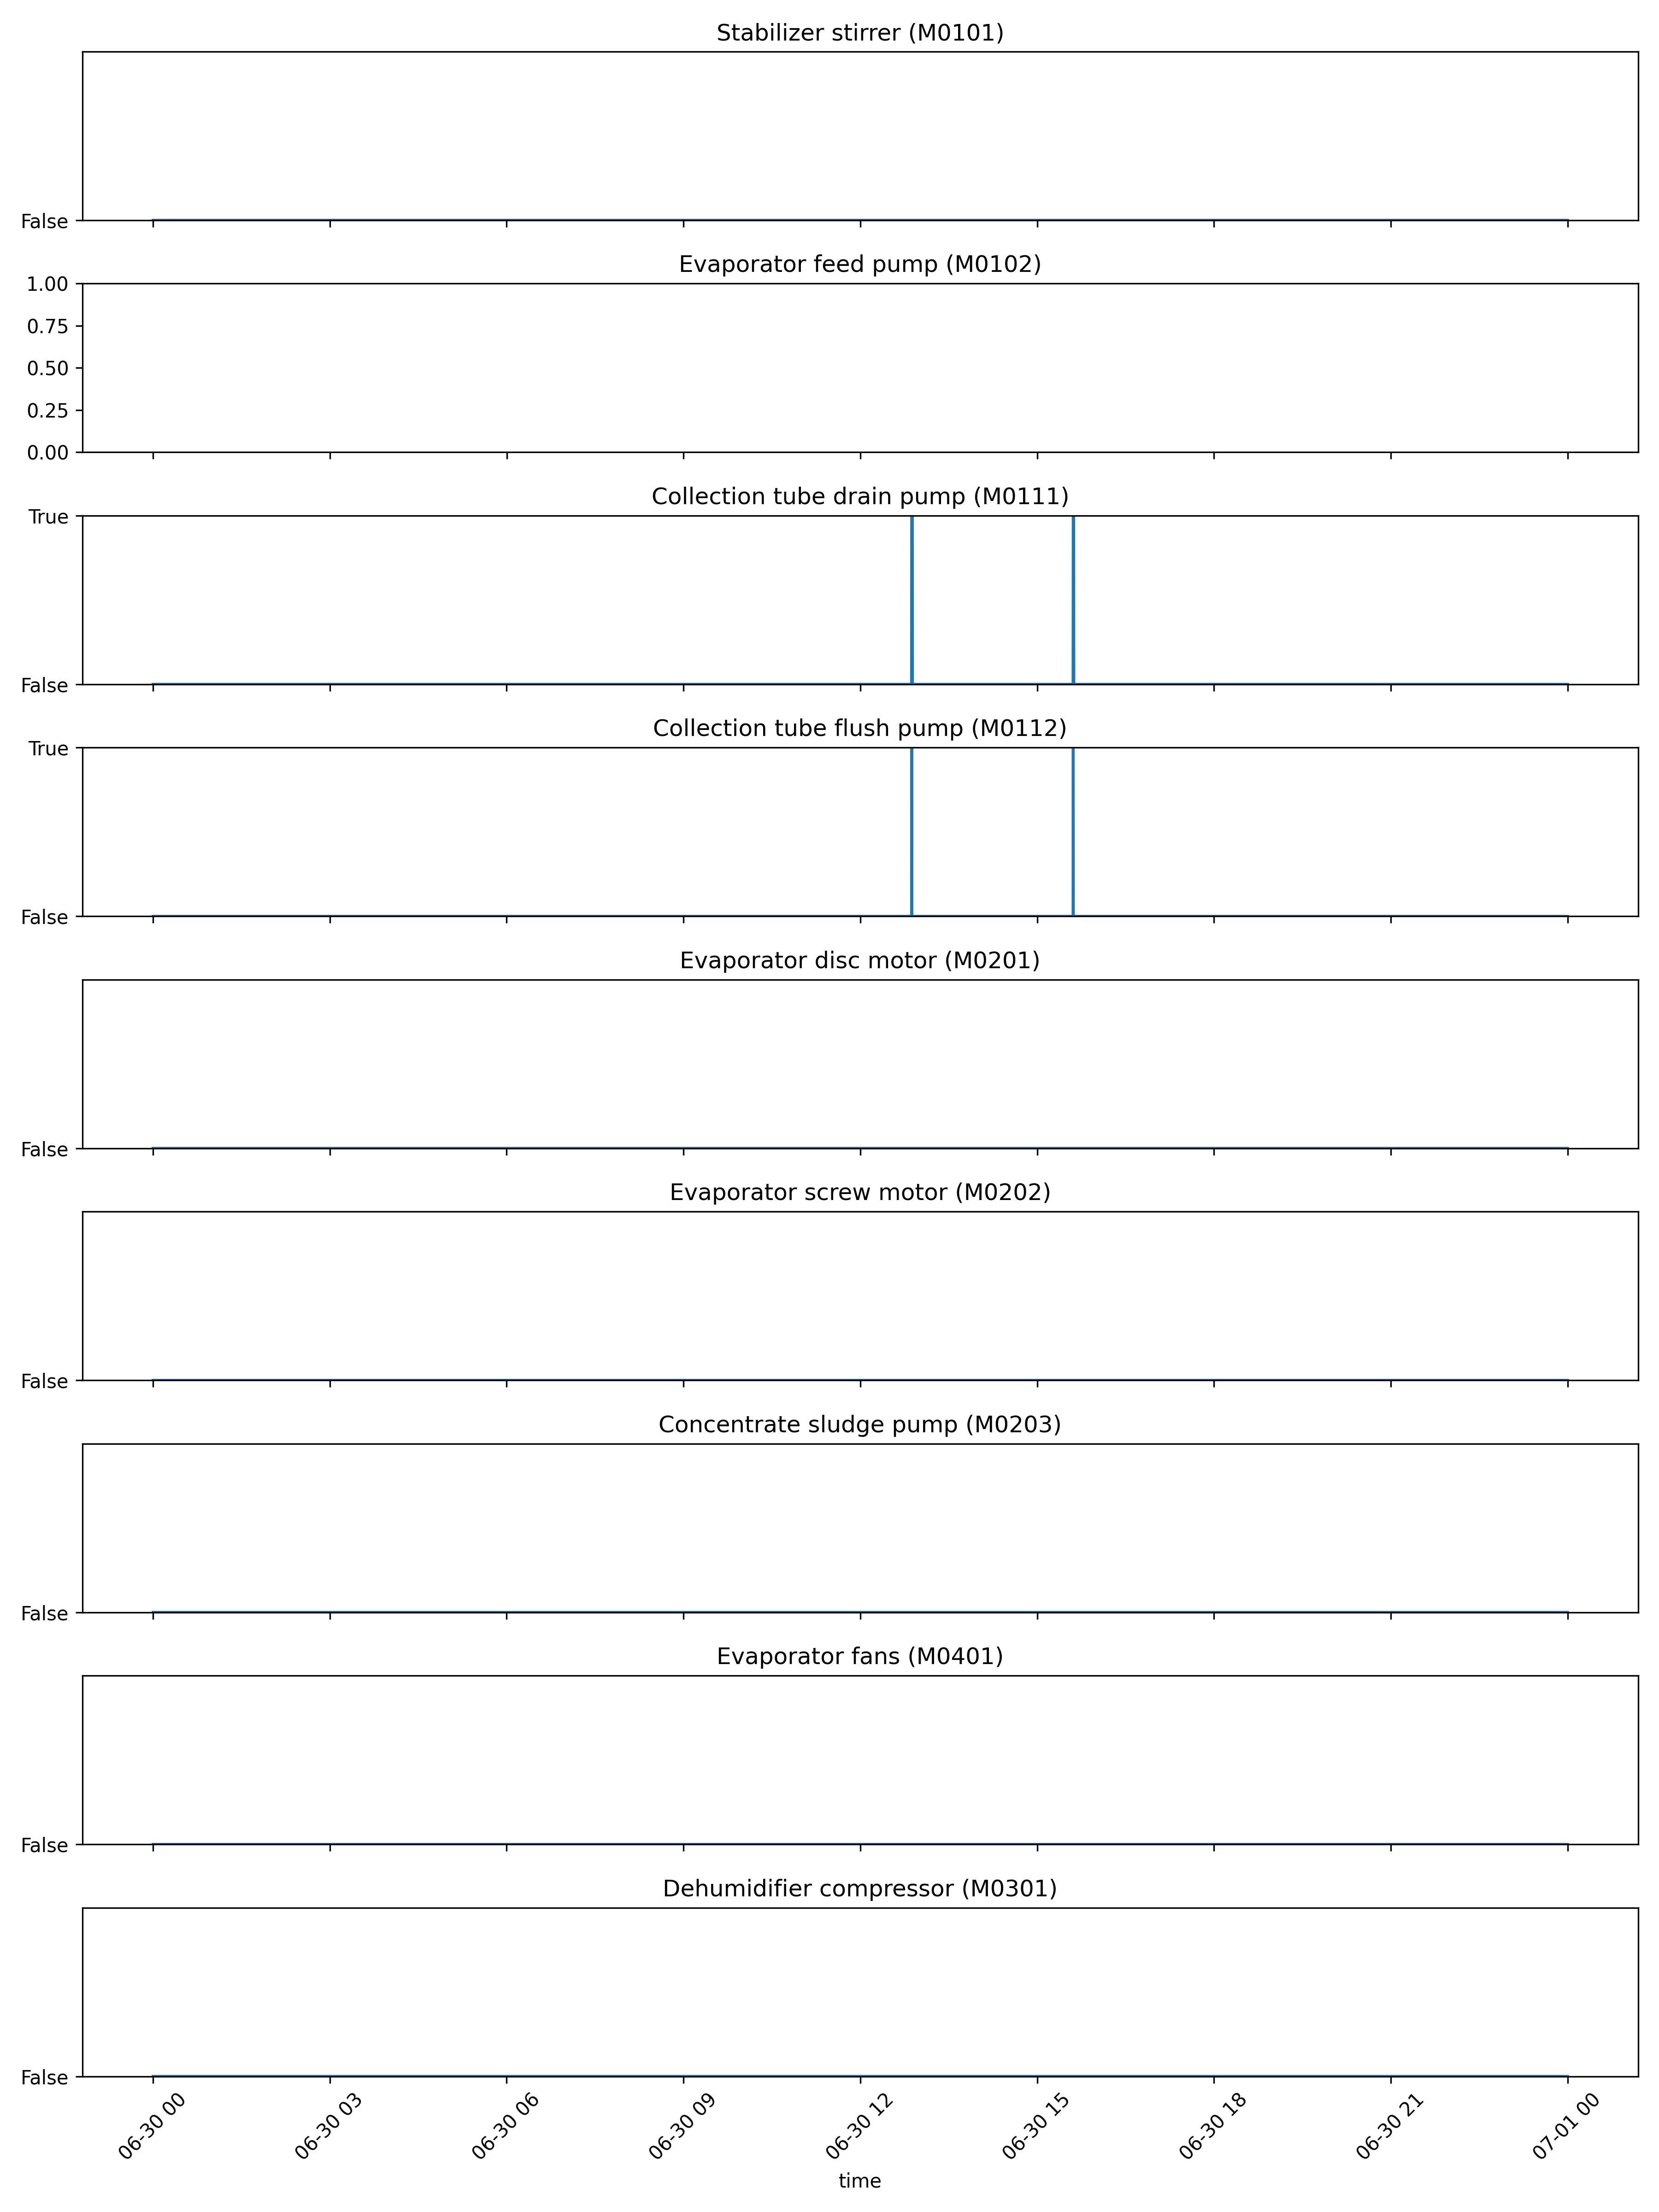 Stabilizer stirrer (M0101)
False
Evaporator feed pump (M0102)
1.00
0.75
0.50
0.25
0.00
Collection tube drain pump (M0111)
True
False
Collection tube flush pump (M0112)
True
False
Evaporator disc motor (M0201)
False
Evaporator screw motor (M0202)
False
Concentrate sludge pump (M0203)
False
Evaporator fans (M0401)
False
Dehumidifier compressor (M0301)
False
06-30 00 06-30 03 06-30 06 06-30 09 06-30 12 06-30 15 06-30 18 06-30 21 07-01 00
time